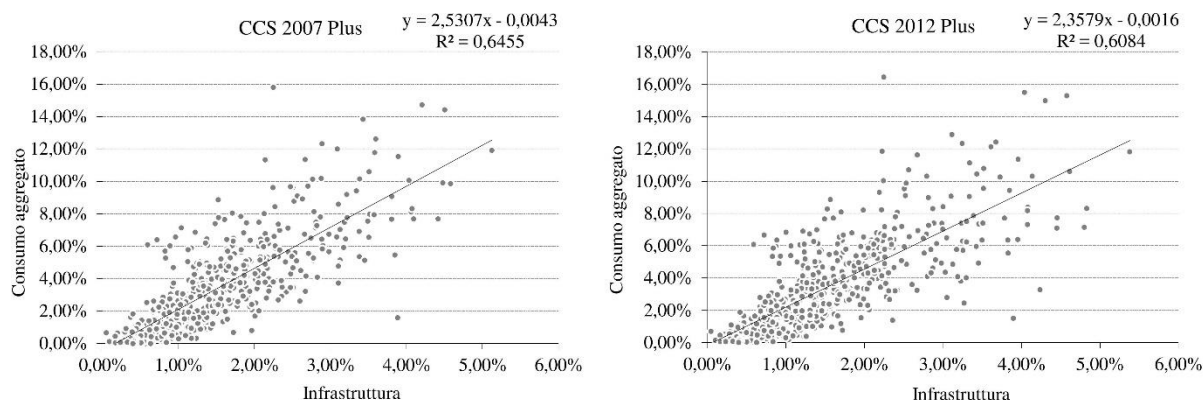 CCS 2007 Plus
y = 2,5307x - 0,0043
R² = 0,6455
18,00%
16,00%
14,00%
12,00%
10,00%
8,00%
6,00%
4,00%
2,00%
0,00%
Consumo aggregato
0,00% 1,00% 2,00% 3,00% 4,00% 5,00% 6,00%
Infrastruttura
CCS 2012 Plus
y = 2,3579x - 0,0016
R² = 0,6084
18,00%
16,00%
14,00%
12,00%
10,00%
8,00%
6,00%
4,00%
2,00%
0,00%
Consumo aggregato
0,00% 1,00% 2,00% 3,00% 4,00% 5,00% 6,00%
Infrastruttura